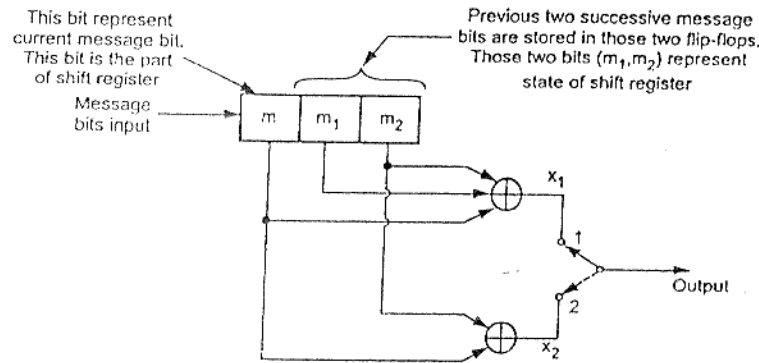 This bit represent
current message bit.
This bit is the part
of shift register
Previous two successive message
bits are stored in those two flip-flops.
Those two bits (m1,m2) represent
state of shift register
Message
bits input
m
m1
m2
x1
1
Output
2
x2